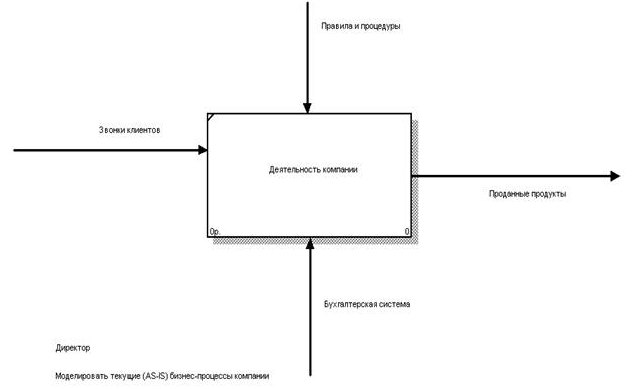 Правила и процедуры
Звонки клиентов
Деятельность компании
Проданные продукты
0р.
0
Бухгалтерская система
Директор
Моделировать текущие (AS-IS) бизнес-процессы компании